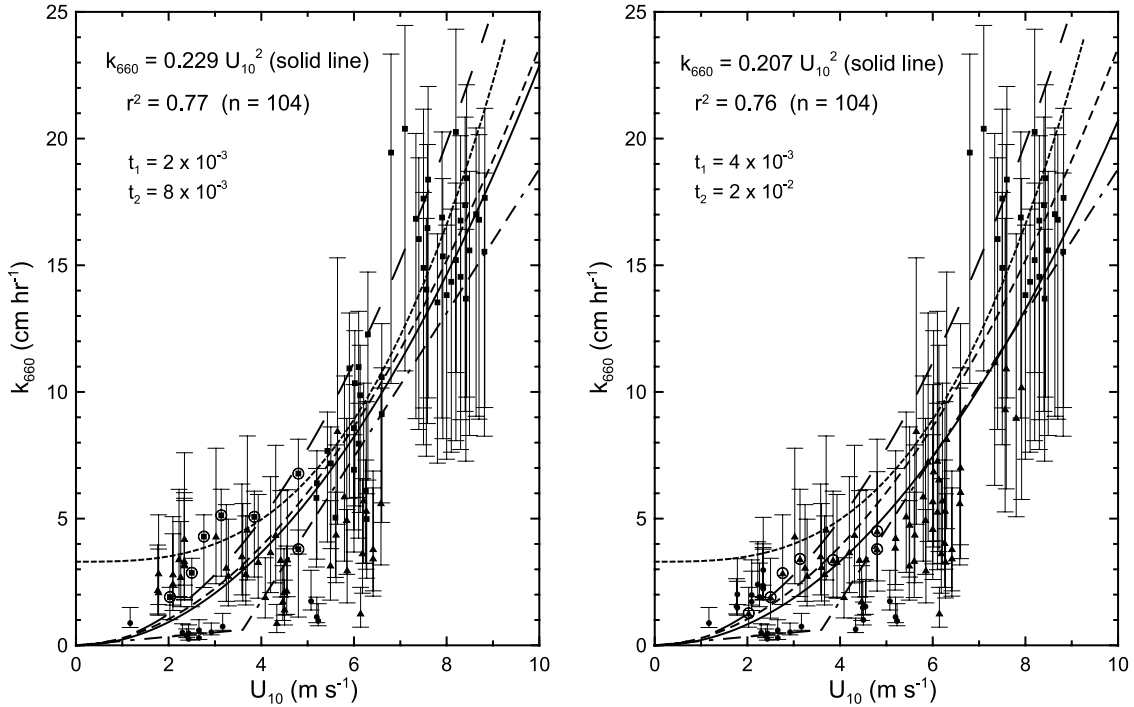 25
20
15
10
5
0
k₆₆₀ (cm hr⁻¹)
k₆₆₀ = 0.229 U₁₀² (solid line)
r² = 0.77 (n = 104)
t₁ = 2 x 10⁻³
t₂ = 8 x 10⁻³
0 2 4 6 8 10
U₁₀ (m s⁻¹)
25
20
15
10
5
0
k₆₆₀ (cm hr⁻¹)
k₆₆₀ = 0.207 U₁₀² (solid line)
r² = 0.76 (n = 104)
t₁ = 4 x 10⁻³
t₂ = 2 x 10⁻²
0 2 4 6 8 10
U₁₀ (m s⁻¹)